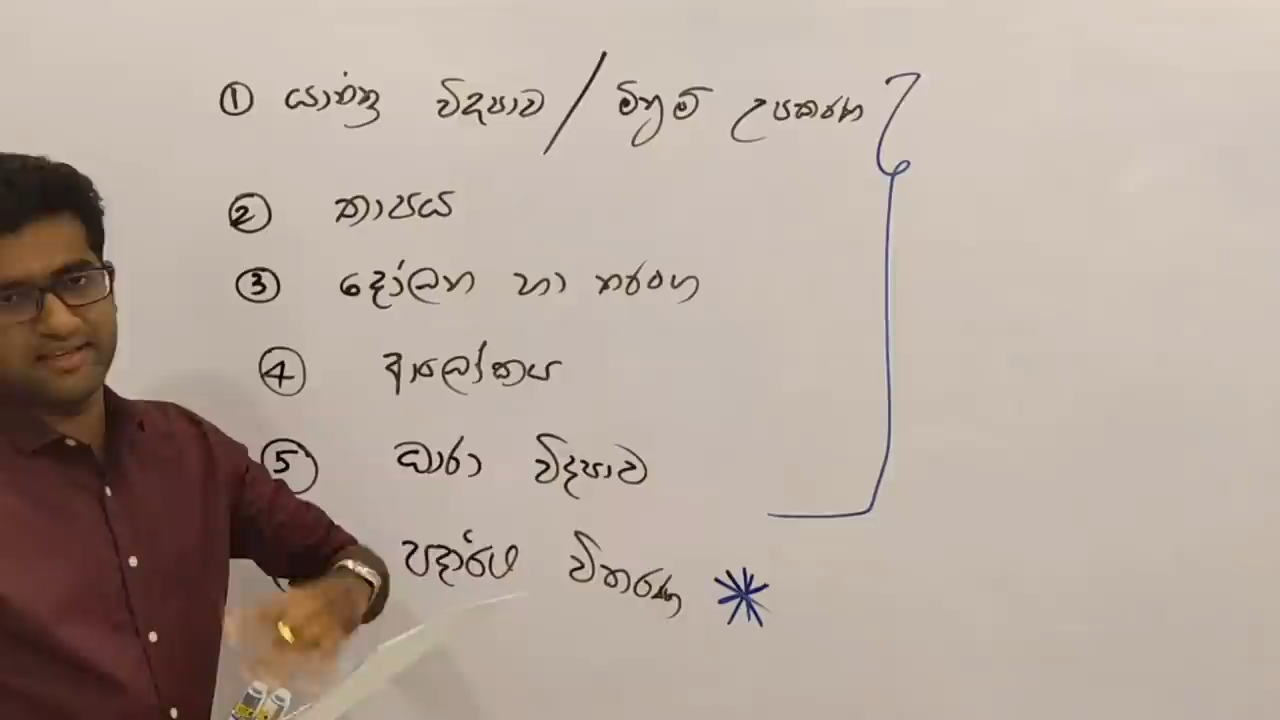 ① යාන්ත්‍ර විද්‍යාව / මිනුම් උපකරණ
② තාපය
③ දෝලන හා තරංග
④ ආලෝකය
⑤ ධාරා විද්‍යාව
පදාර්ථ විතරණ *